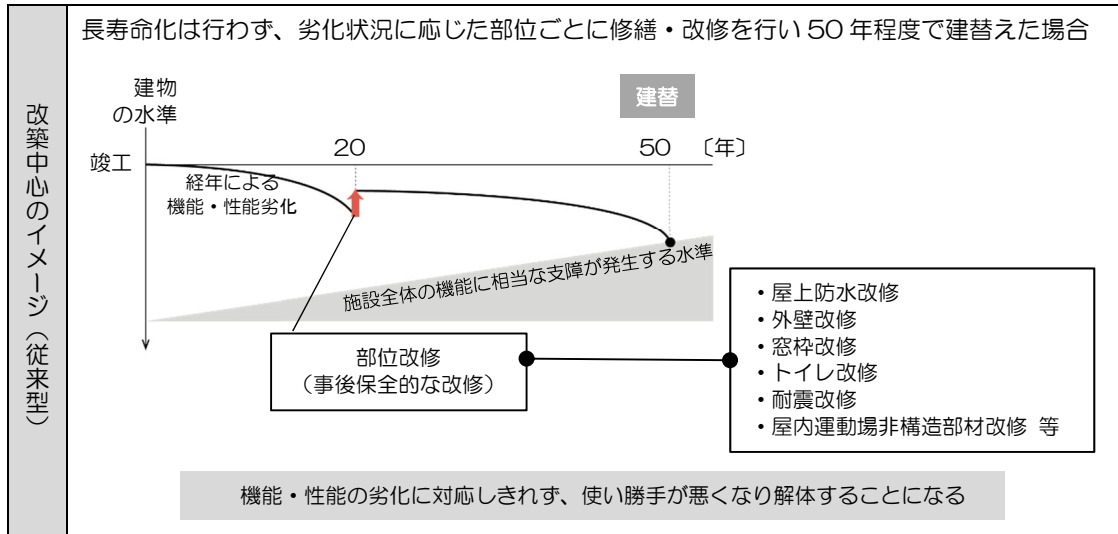 改築中心のイメージ（従来型）
長寿命化は行わず、劣化状況に応じた部位ごとに修繕・改修を行い50年程度で建替えた場合
建物
の水準
建替
竣工
20
50
〔年〕
経年による
機能・性能劣化
施設全体の機能に相当な支障が発生する水準
部位改修
（事後保全的な改修）
・屋上防水改修
・外壁改修
・窓枠改修
・トイレ改修
・耐震改修
・屋内運動場非構造部材改修 等
機能・性能の劣化に対応しきれず、使い勝手が悪くなり解体することになる